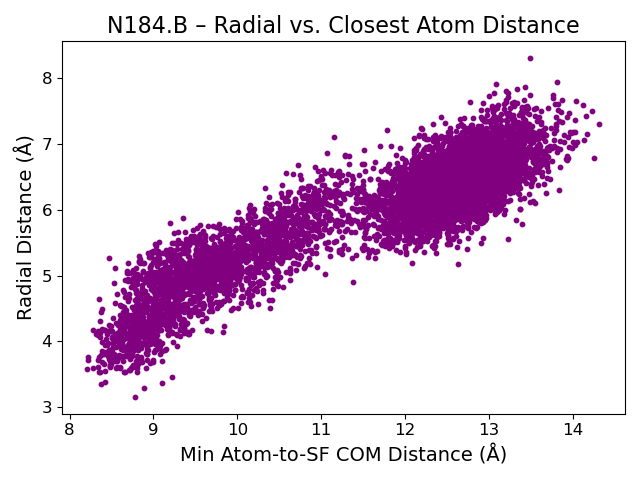 N184.B – Radial vs. Closest Atom Distance
Radial Distance (Å)
8
7
6
5
4
3
8 9 10 11 12 13 14
Min Atom-to-SF COM Distance (Å)